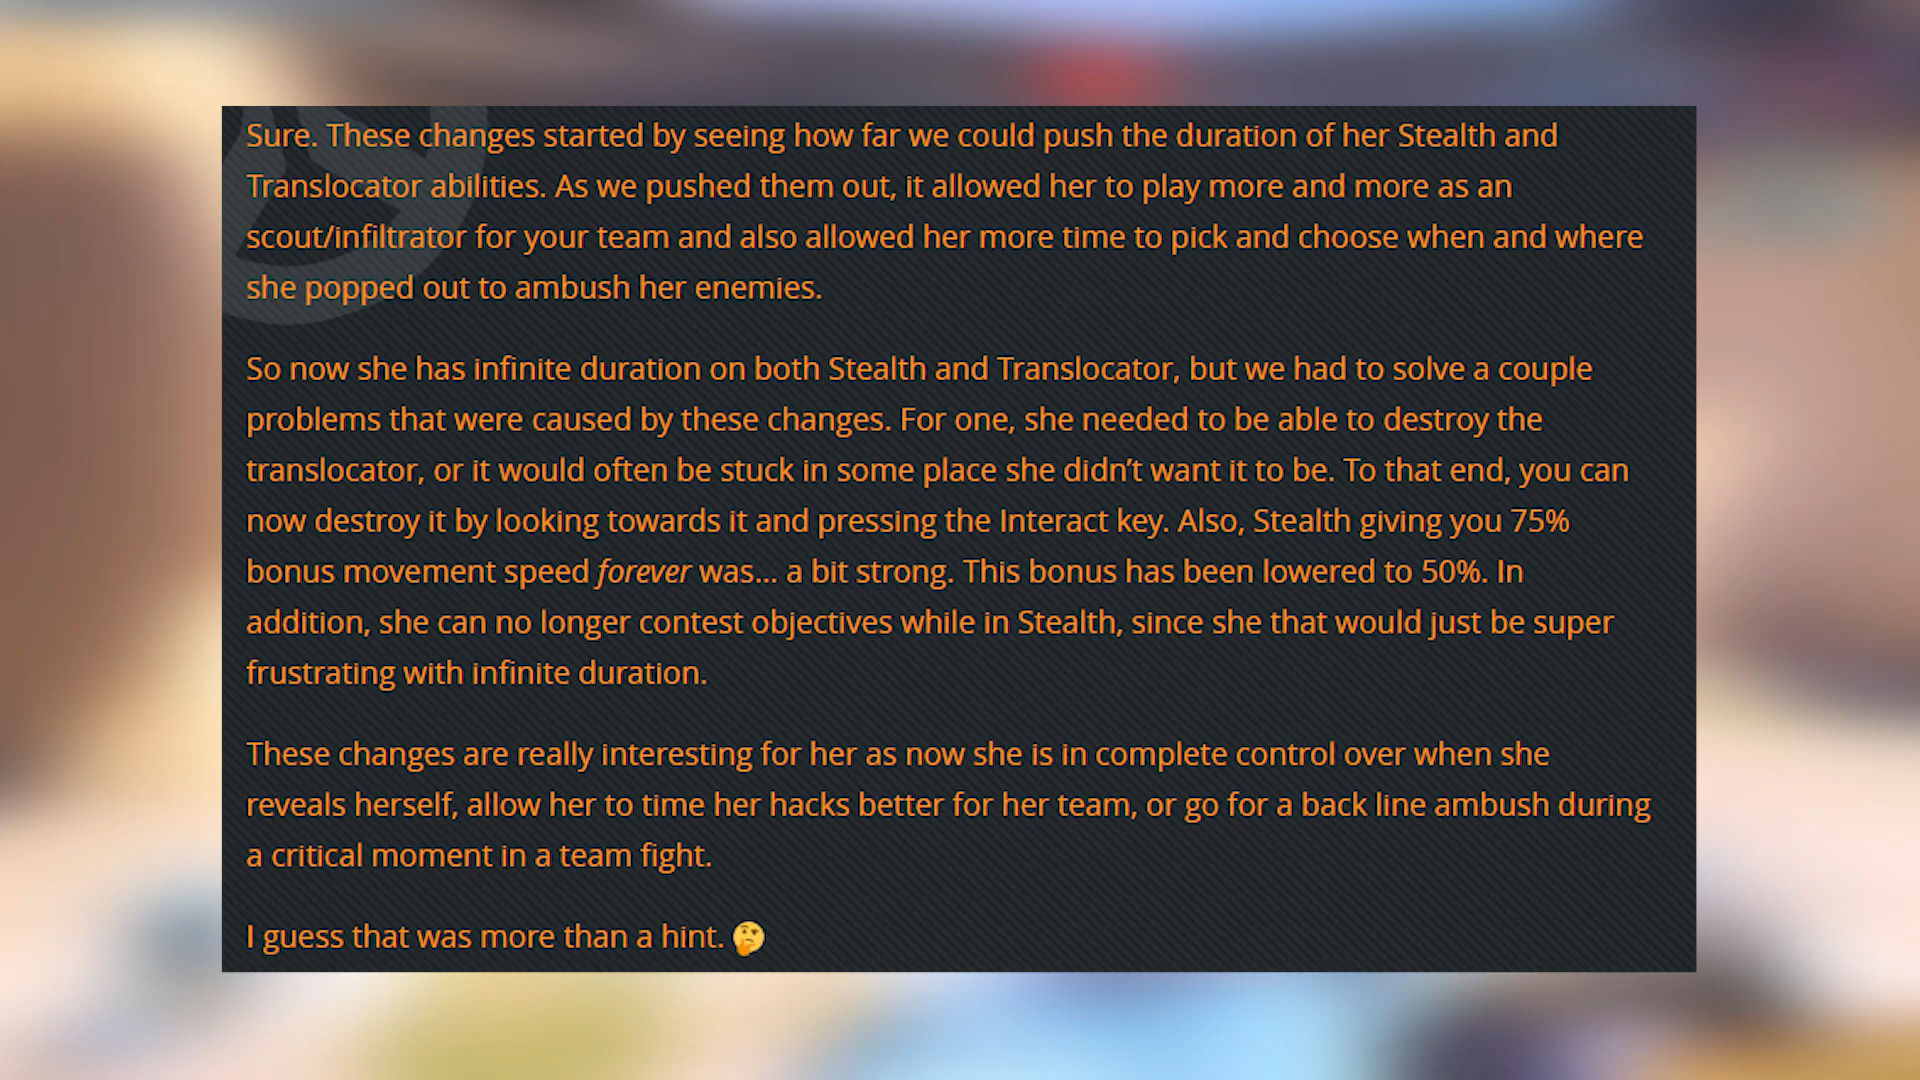 Sure. These changes started by seeing how far we could push the duration of her Stealth and
Translocator abilities. As we pushed them out, it allowed her to play more and more as an
scout/infiltrator for your team and also allowed her more time to pick and choose when and where
she popped out to ambush her enemies.
So now she has infinite duration on both Stealth and Translocator, but we had to solve a couple
problems that were caused by these changes. For one, she needed to be able to destroy the
translocator, or it would often be stuck in some place she didn’t want it to be. To that end, you can
now destroy it by looking towards it and pressing the Interact key. Also, Stealth giving you 75%
bonus movement speed forever was… a bit strong. This bonus has been lowered to 50%. In
addition, she can no longer contest objectives while in Stealth, since she that would just be super
frustrating with infinite duration.
These changes are really interesting for her as now she is in complete control over when she
reveals herself, allow her to time her hacks better for her team, or go for a back line ambush during
a critical moment in a team fight.
I guess that was more than a hint. 🤔